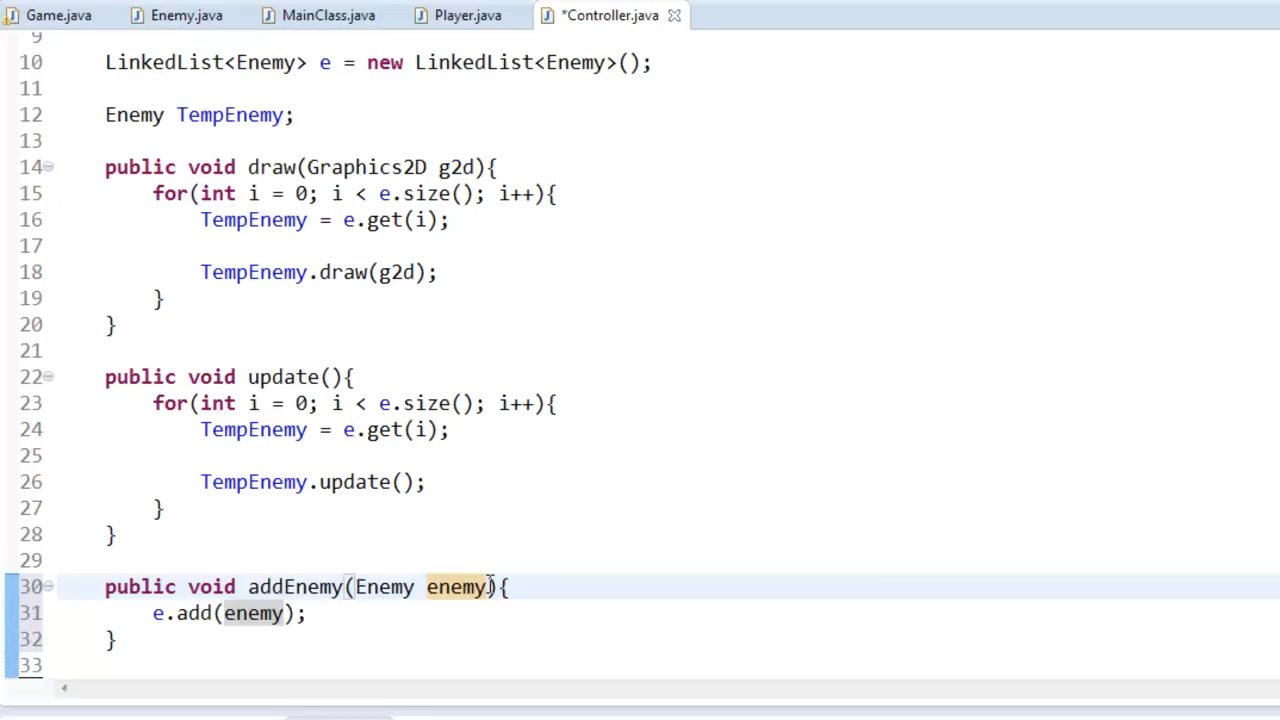 Game.java Enemy.java MainClass.java Player.java *Controller.java
9
10 LinkedList<Enemy> e = new LinkedList<Enemy>();
11
12 Enemy TempEnemy;
13
14 public void draw(Graphics2D g2d){
15 for(int i = 0; i < e.size(); i++){
16 TempEnemy = e.get(i);
17
18 TempEnemy.draw(g2d);
19 }
20 }
21
22 public void update(){
23 for(int i = 0; i < e.size(); i++){
24 TempEnemy = e.get(i);
25
26 TempEnemy.update();
27 }
28 }
29
30 public void addEnemy(Enemy enemy){
31 e.add(enemy);
32 }
33